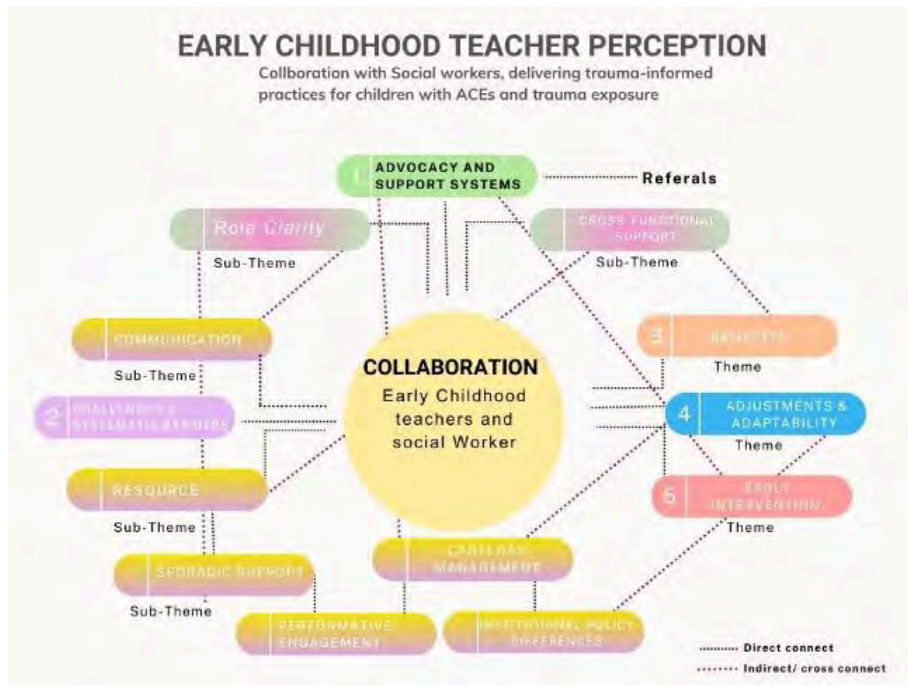 EARLY CHILDHOOD TEACHER PERCEPTION
Collboration with Social workers, delivering trauma-informed
practices for children with ACEs and trauma exposure
1
ADVOCACY AND
SUPPORT SYSTEMS
Referals
Role Clarity
Sub-Theme
CROSS-FUNCTIONAL
SUPPORT
Sub-Theme
COMMUNICATION
Sub-Theme
3
BENEFITS
Theme
COLLABORATION
Early Childhood
teachers and
social Worker
2
CHALLENGES &
SYSTEMATIC BARRIERS
4
ADJUSTMENTS &
ADAPTABILITY
Theme
RESOURCE
Sub-Theme
5
EARLY
INTERVENTION
Theme
SPORADIC SUPPORT
Sub-Theme
MANAGEMENT
PERFORMATIVE
ENGAGEMENT
INSTITUTIONAL POLICY
DIFFERENCES
Direct connect
Indirect/ cross connect